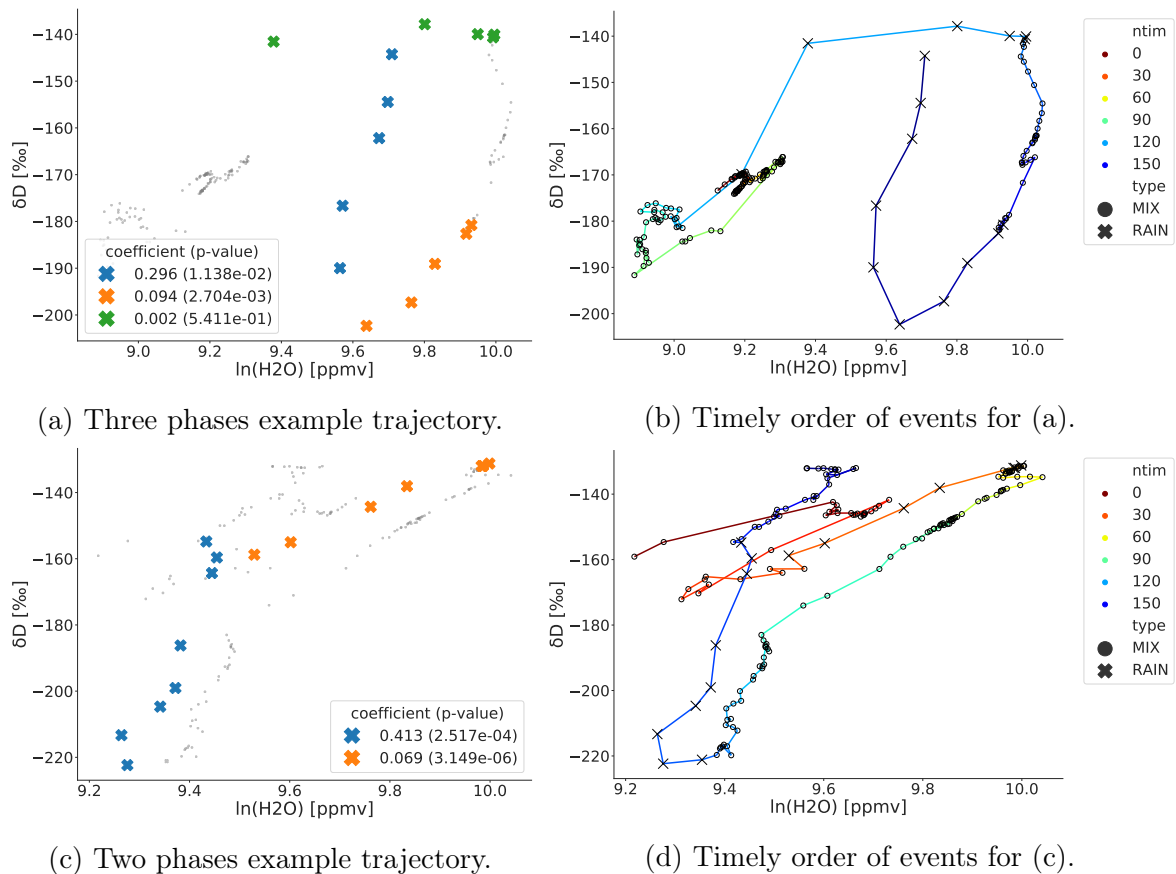 −140
−150
−160
−170
−180
−190
−200
δD [‰]
9.0
9.2
9.4
9.6
9.8
10.0
ln(H2O) [ppmv]
coefficient (p-value)
0.296 (1.138e-02)
0.094 (2.704e-03)
0.002 (5.411e-01)
(a) Three phases example trajectory.
−140
−150
−160
−170
−180
−190
−200
δD [‰]
9.0
9.2
9.4
9.6
9.8
10.0
ln(H2O) [ppmv]
ntim
0
30
60
90
120
150
type
MIX
RAIN
(b) Timely order of events for (a).
−140
−160
−180
−200
−220
δD [‰]
9.2
9.4
9.6
9.8
10.0
ln(H2O) [ppmv]
coefficient (p-value)
0.413 (2.517e-04)
0.069 (3.149e-06)
(c) Two phases example trajectory.
−140
−160
−180
−200
−220
δD [‰]
9.2
9.4
9.6
9.8
10.0
ln(H2O) [ppmv]
ntim
0
30
60
90
120
150
type
MIX
RAIN
(d) Timely order of events for (c).